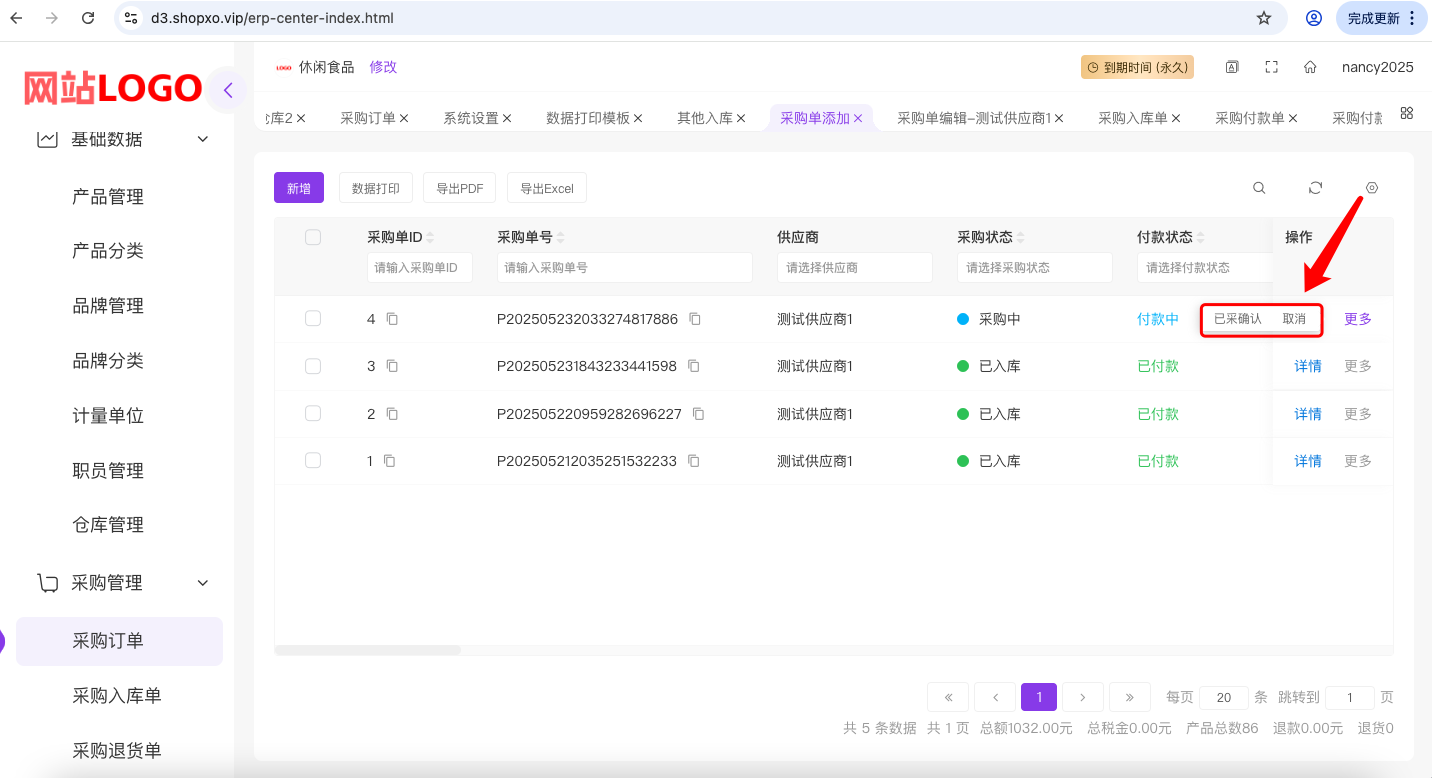 d3.shopxo.vip/erp-center-index.html
完成更新
网站LOGO
LOGO 休闲食品 修改
到期时间 (永久)
nancy2025
库2 采购订单 系统设置 数据打印模板 其他入库 采购单添加 采购单编辑-测试供应商1 采购入库单 采购付款单 采购付款
基础数据
产品管理
产品分类
品牌管理
品牌分类
计量单位
职员管理
仓库管理
采购管理
采购订单
采购入库单
采购退货单
新增 数据打印 导出PDF 导出Excel
采购单ID 采购单号 供应商 采购状态 付款状态 操作
请输入采购单ID 请输入采购单号 请选择供应商 请选择采购状态 请选择付款状态
4 P202505232033274817886 测试供应商1 采购中 付款中 已采确认 取消 更多
3 P202505231843233441598 测试供应商1 已入库 已付款 详情 更多
2 P202505220959282696227 测试供应商1 已入库 已付款 详情 更多
1 P202505212035251532233 测试供应商1 已入库 已付款 详情 更多
« ‹ 1 › » 每页 20 条 跳转到 1 页
共 5 条数据 共 1 页 总额1032.00元 总税金0.00元 产品总数86 退款0.00元 退货0